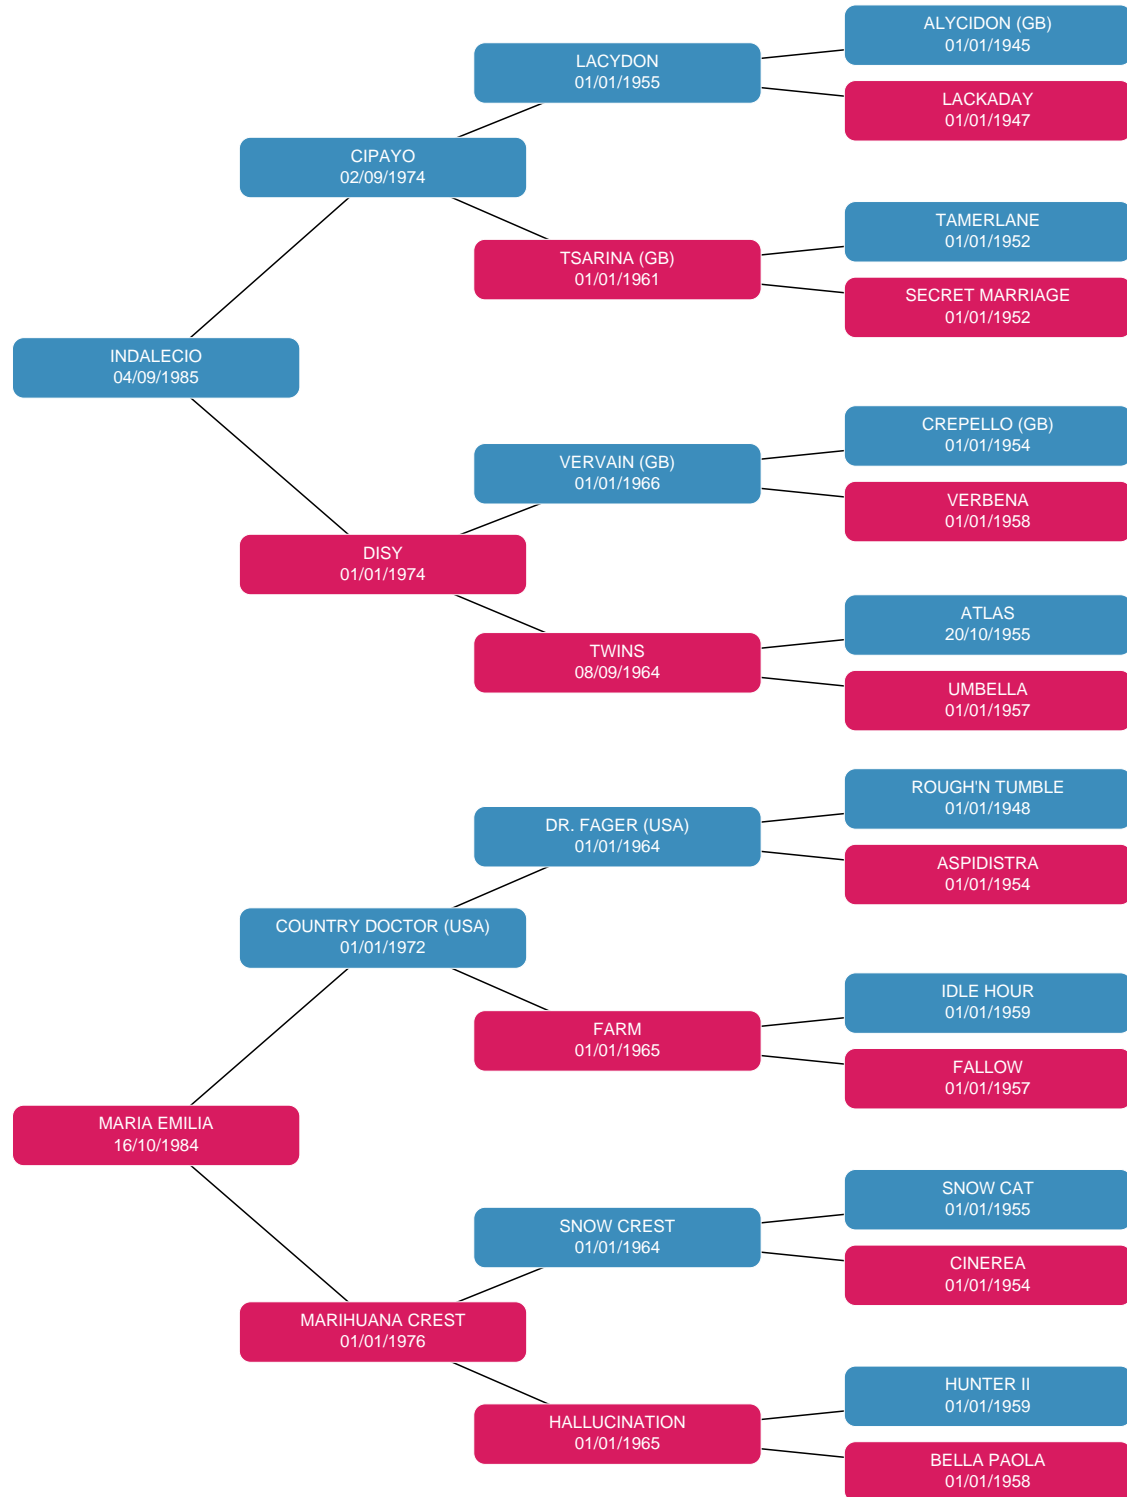 ALYCIDON (GB)
01/01/1945
LACYDON
01/01/1955
LACKADAY
01/01/1947
CIPAYO
02/09/1974
TAMERLANE
01/01/1952
TSARINA (GB)
01/01/1961
SECRET MARRIAGE
01/01/1952
INDALECIO
04/09/1985
CREPELLO (GB)
01/01/1954
VERVAIN (GB)
01/01/1966
VERBENA
01/01/1958
DISY
01/01/1974
ATLAS
20/10/1955
TWINS
08/09/1964
UMBELLA
01/01/1957
ROUGH'N TUMBLE
01/01/1948
DR. FAGER (USA)
01/01/1964
ASPIDISTRA
01/01/1954
COUNTRY DOCTOR (USA)
01/01/1972
IDLE HOUR
01/01/1959
FARM
01/01/1965
FALLOW
01/01/1957
MARIA EMILIA
16/10/1984
SNOW CAT
01/01/1955
SNOW CREST
01/01/1964
CINEREA
01/01/1954
MARIHUANA CREST
01/01/1976
HUNTER II
01/01/1959
HALLUCINATION
01/01/1965
BELLA PAOLA
01/01/1958